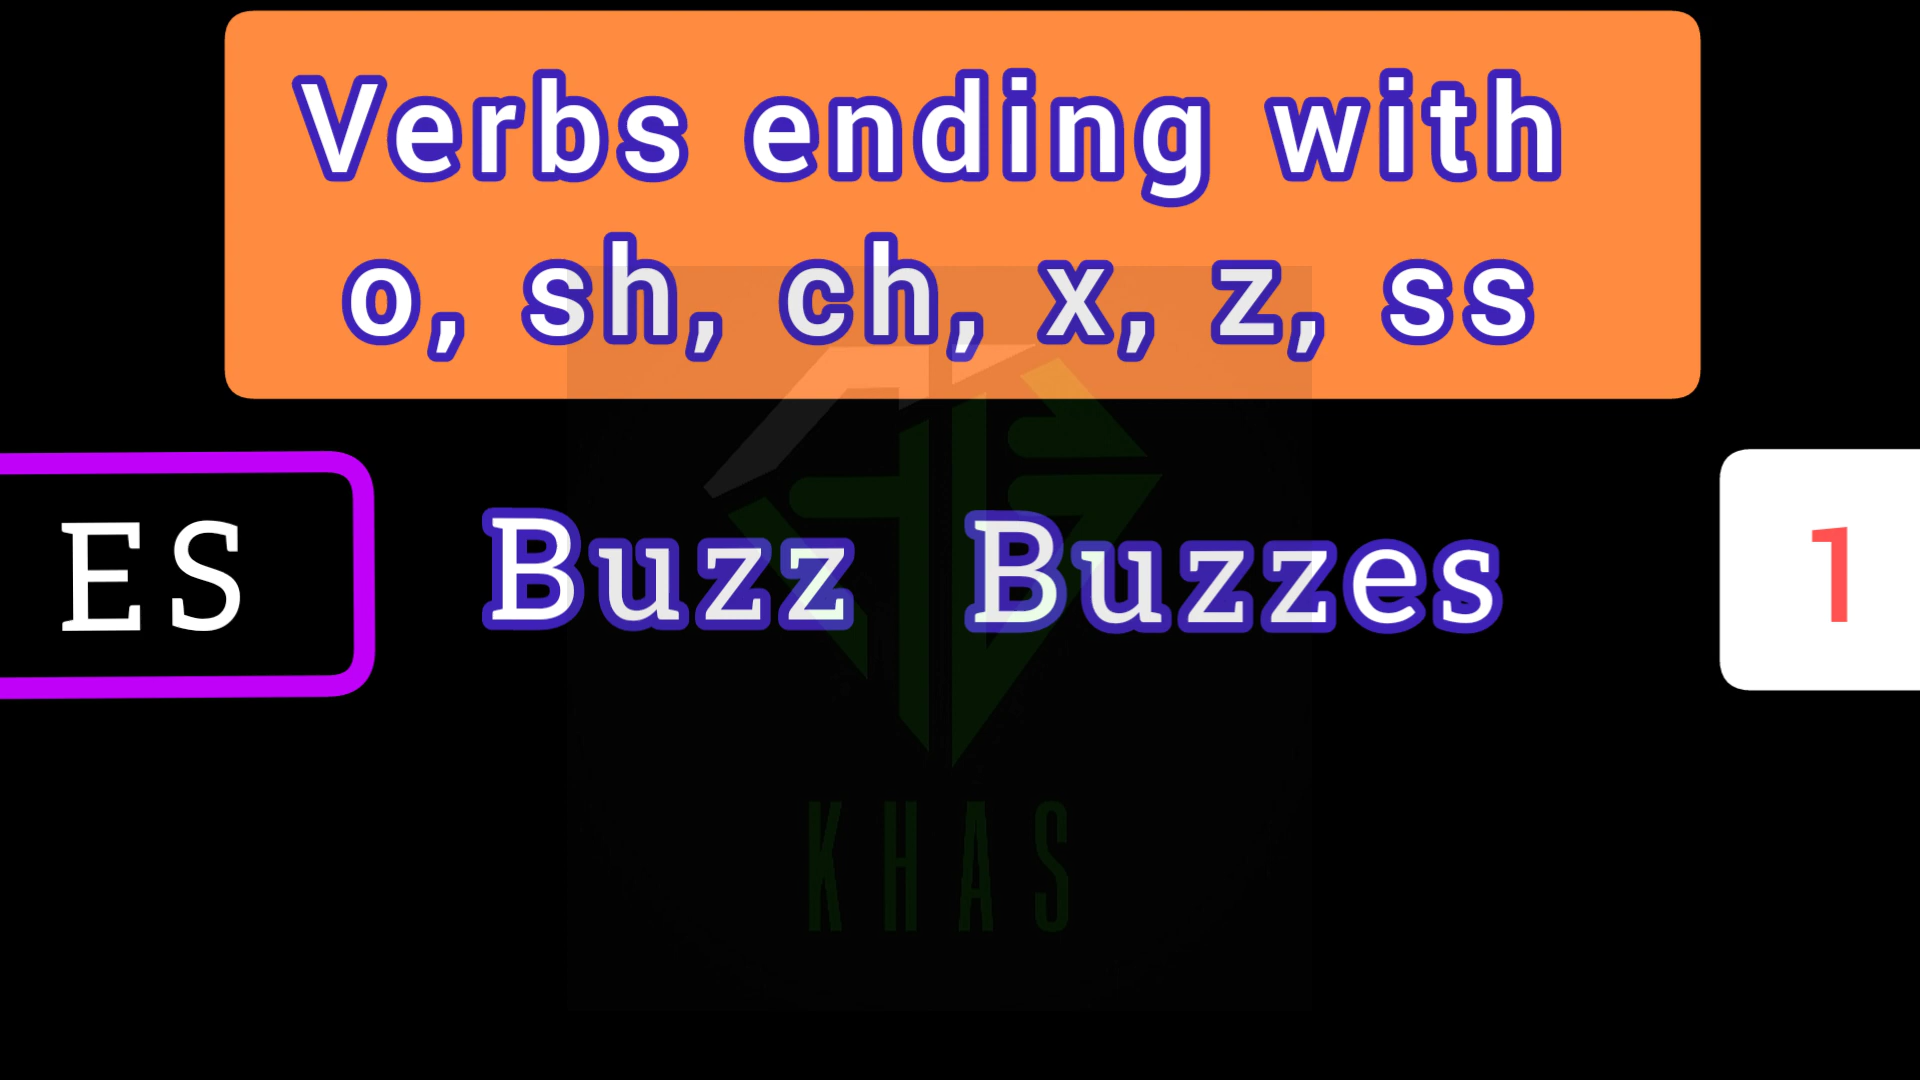 Verbs ending with
o, sh, ch, x, z, ss
ES Buzz Buzzes 1
KHAS